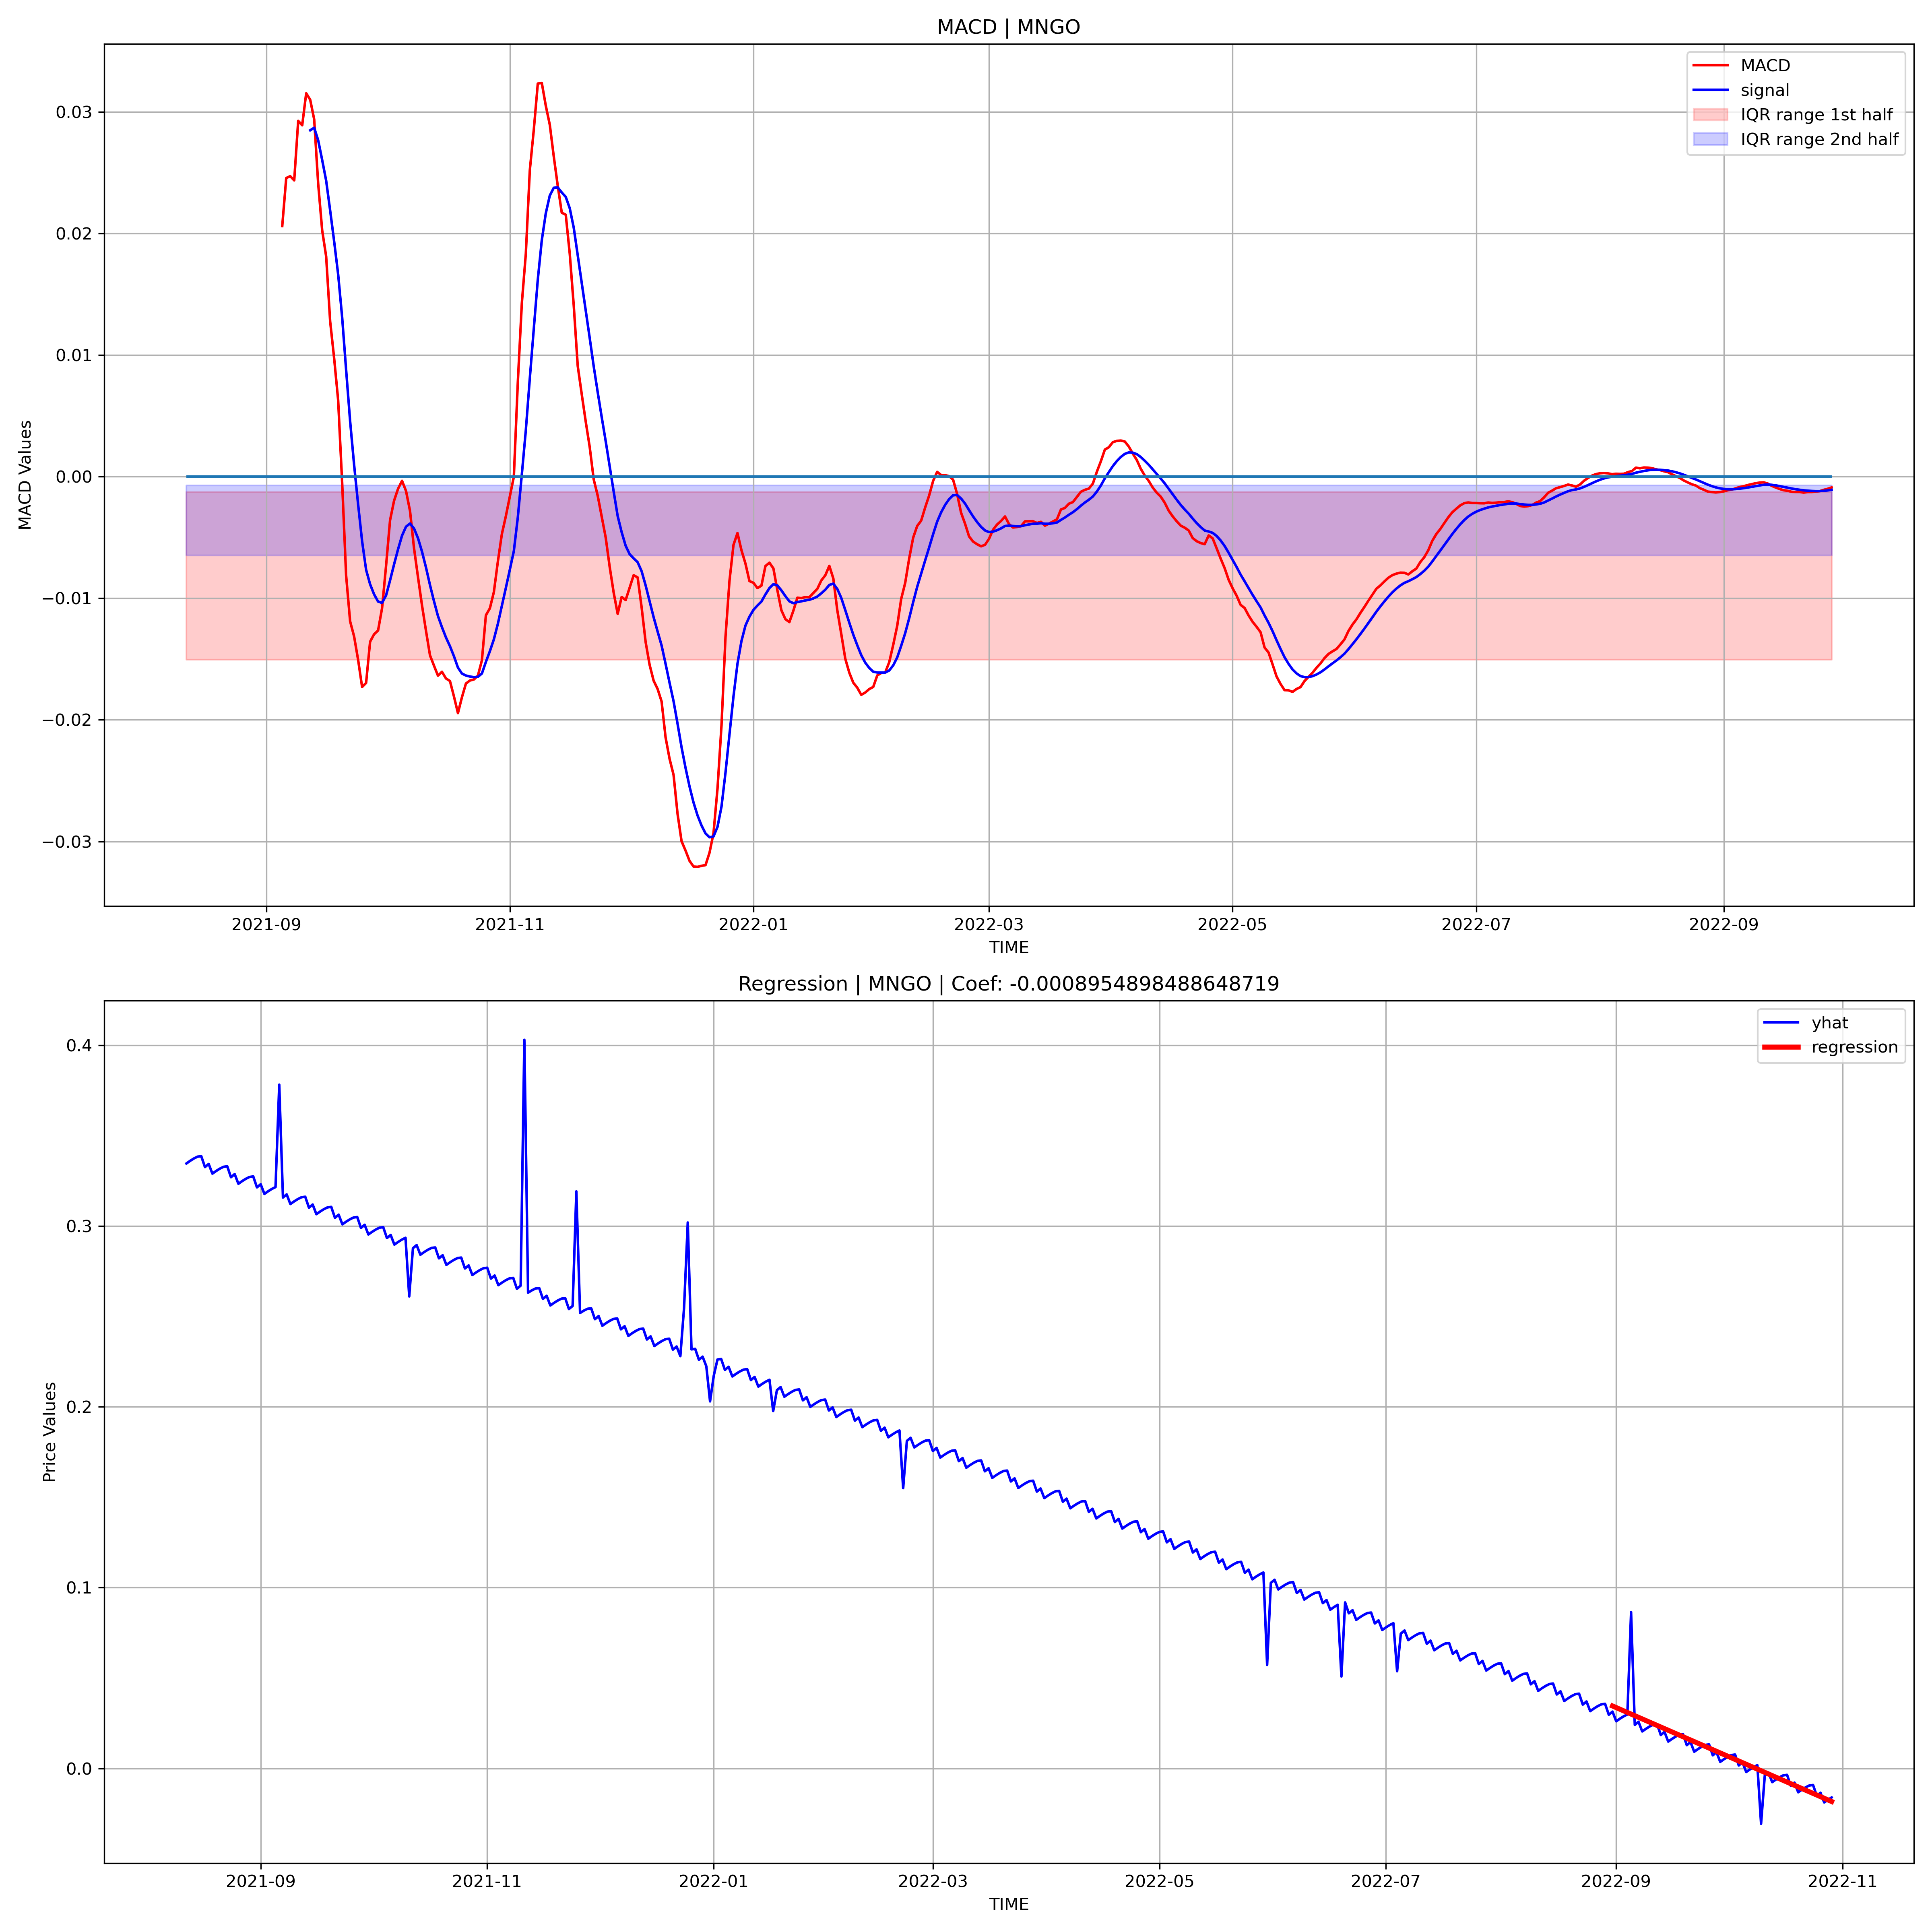 MACD | MNGO
MACD
signal
IQR range 1st half
IQR range 2nd half
0.03
0.02
0.01
0.00
−0.01
−0.02
−0.03
MACD Values
2021-09 2021-11 2022-01 2022-03 2022-05 2022-07 2022-09
TIME
Regression | MNGO | Coef: -0.0008954898488648719
yhat
regression
0.4
0.3
0.2
0.1
0.0
Price Values
2021-09 2021-11 2022-01 2022-03 2022-05 2022-07 2022-09 2022-11
TIME